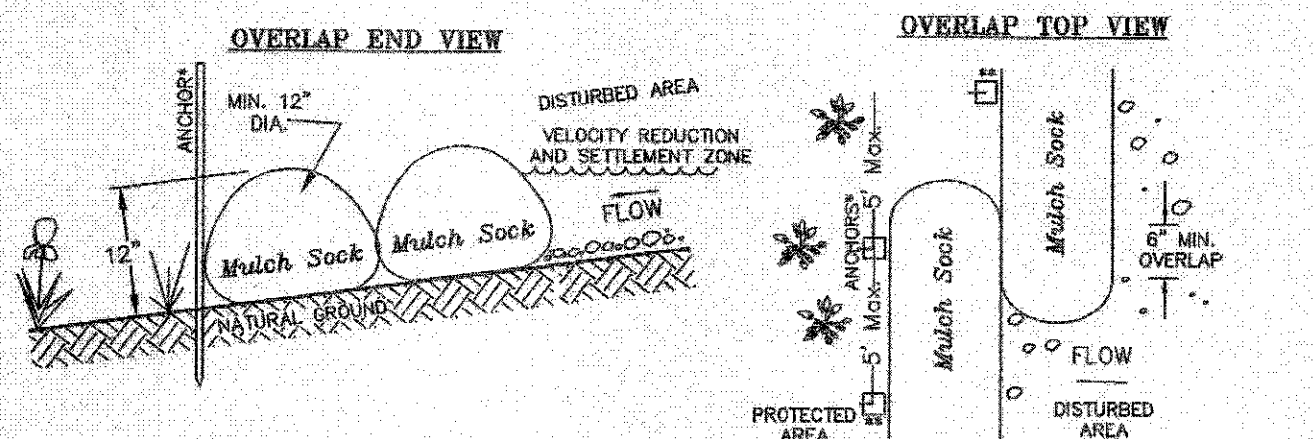 OVERLAP END VIEW
ANCHOR*
MIN. 12"
DIA.
DISTURBED AREA
VELOCITY REDUCTION
AND SETTLEMENT ZONE
FLOW
12"
Mulch Sock
Mulch Sock
NATURAL GROUND
OVERLAP TOP VIEW
**
5' Max.
ANCHORS*
5' Max.
Mulch Sock
Mulch Sock
6" MIN.
OVERLAP
FLOW
PROTECTED
AREA
**
DISTURBED
AREA